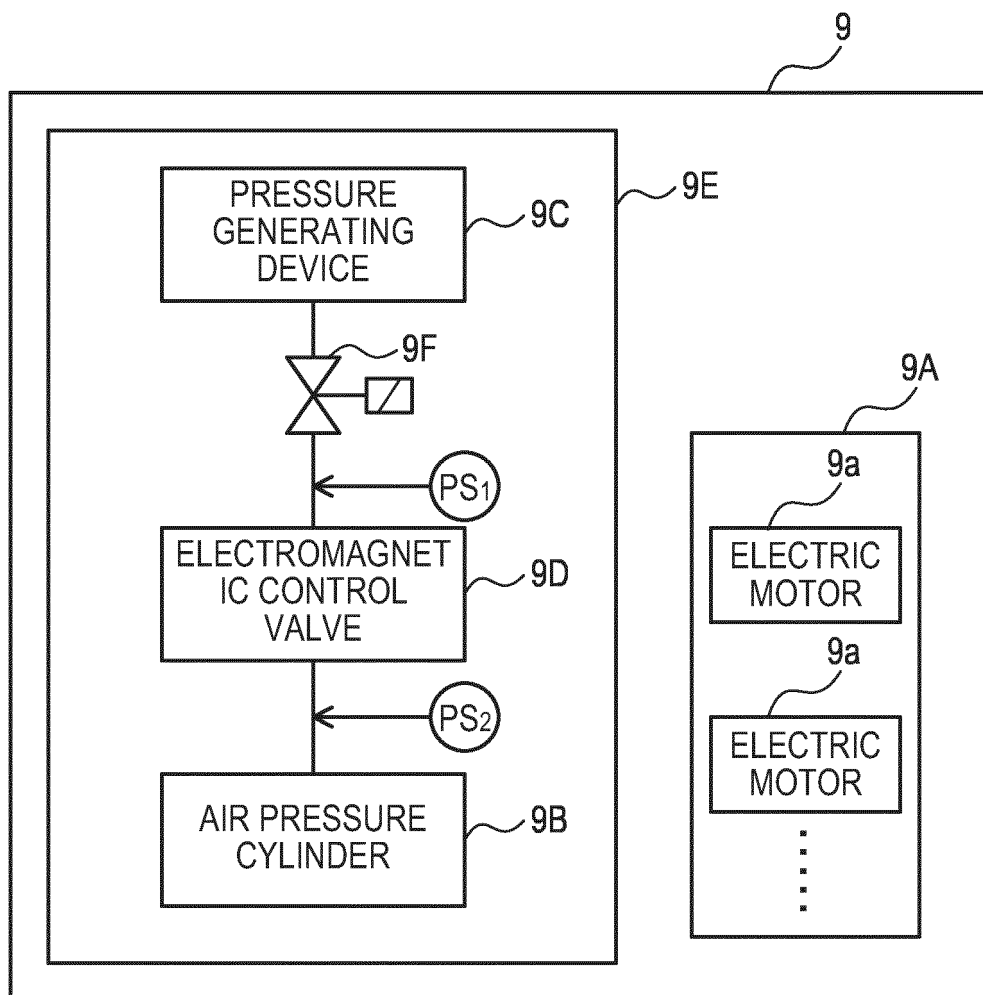 9
PRESSURE
GENERATING
DEVICE
9C
9E
9F
9A
PS1
9a
ELECTRIC
MOTOR
ELECTROMAGNET
IC CONTROL
VALVE
9D
9a
ELECTRIC
MOTOR
PS2
AIR PRESSURE
CYLINDER
9B